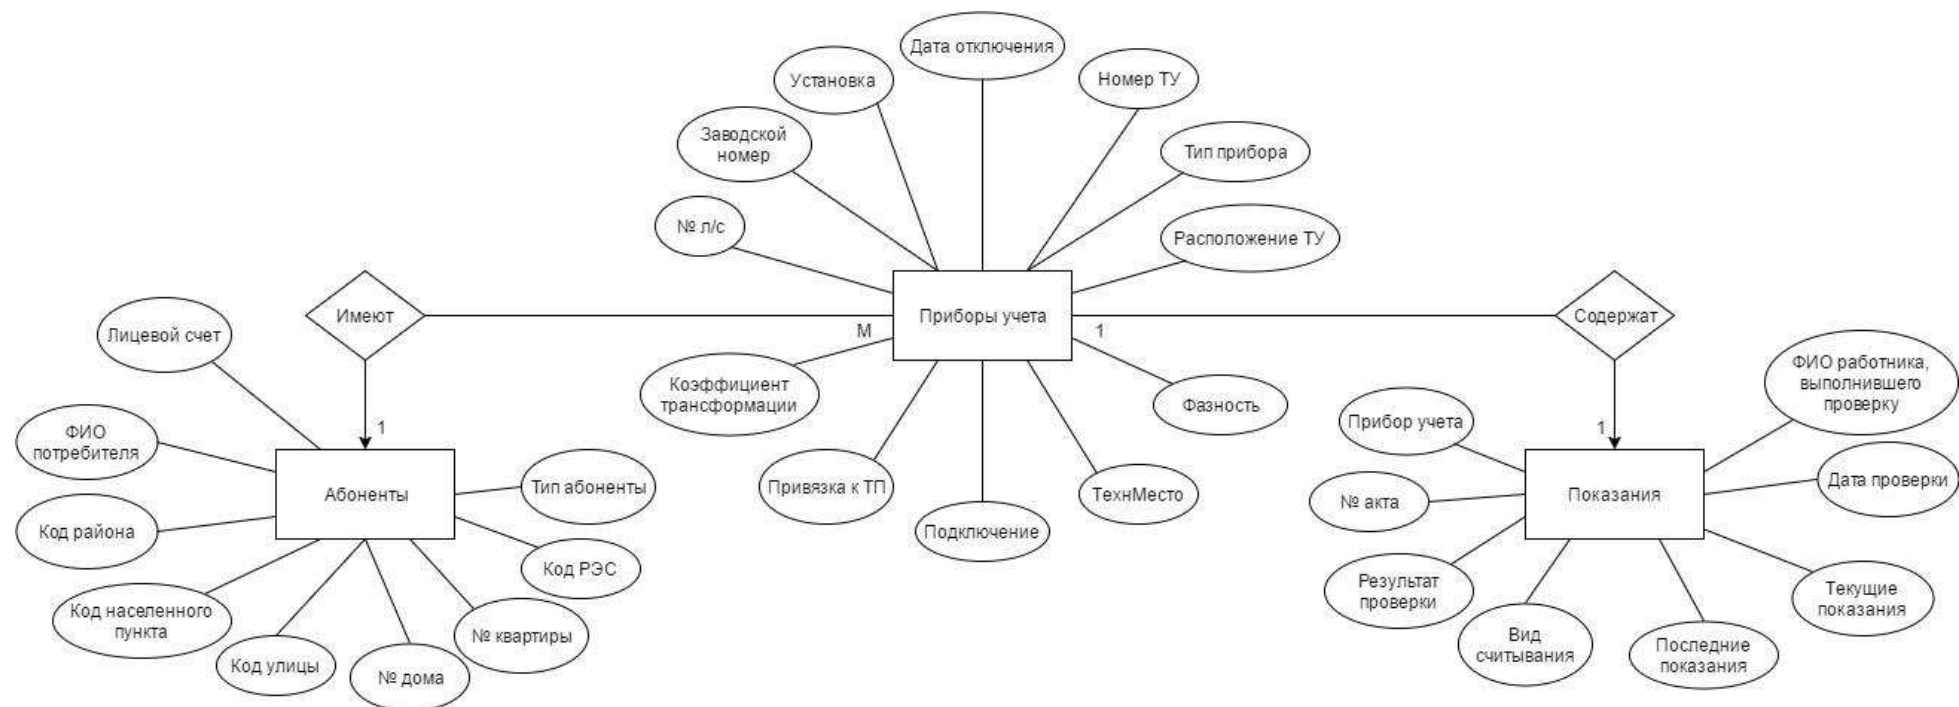 Дата отключения
Установка
Номер ТУ
Заводской
номер
Тип прибора
№ л/с
Расположение ТУ
Имеют
Приборы учета
Содержат
М
1
Лицевой счет
Коэффициент
трансформации
Фазность
ФИО работника,
выполнившего
проверку
Прибор учета
1
1
ФИО
потребителя
Абоненты
Тип абоненты
Привязка к ТП
Подключение
ТехнМесто
№ акта
Показания
Дата проверки
Код района
Код РЭС
Код населенного
пункта
Код улицы
№ дома
№ квартиры
Результат
проверки
Вид
считывания
Последние
показания
Текущие
показания